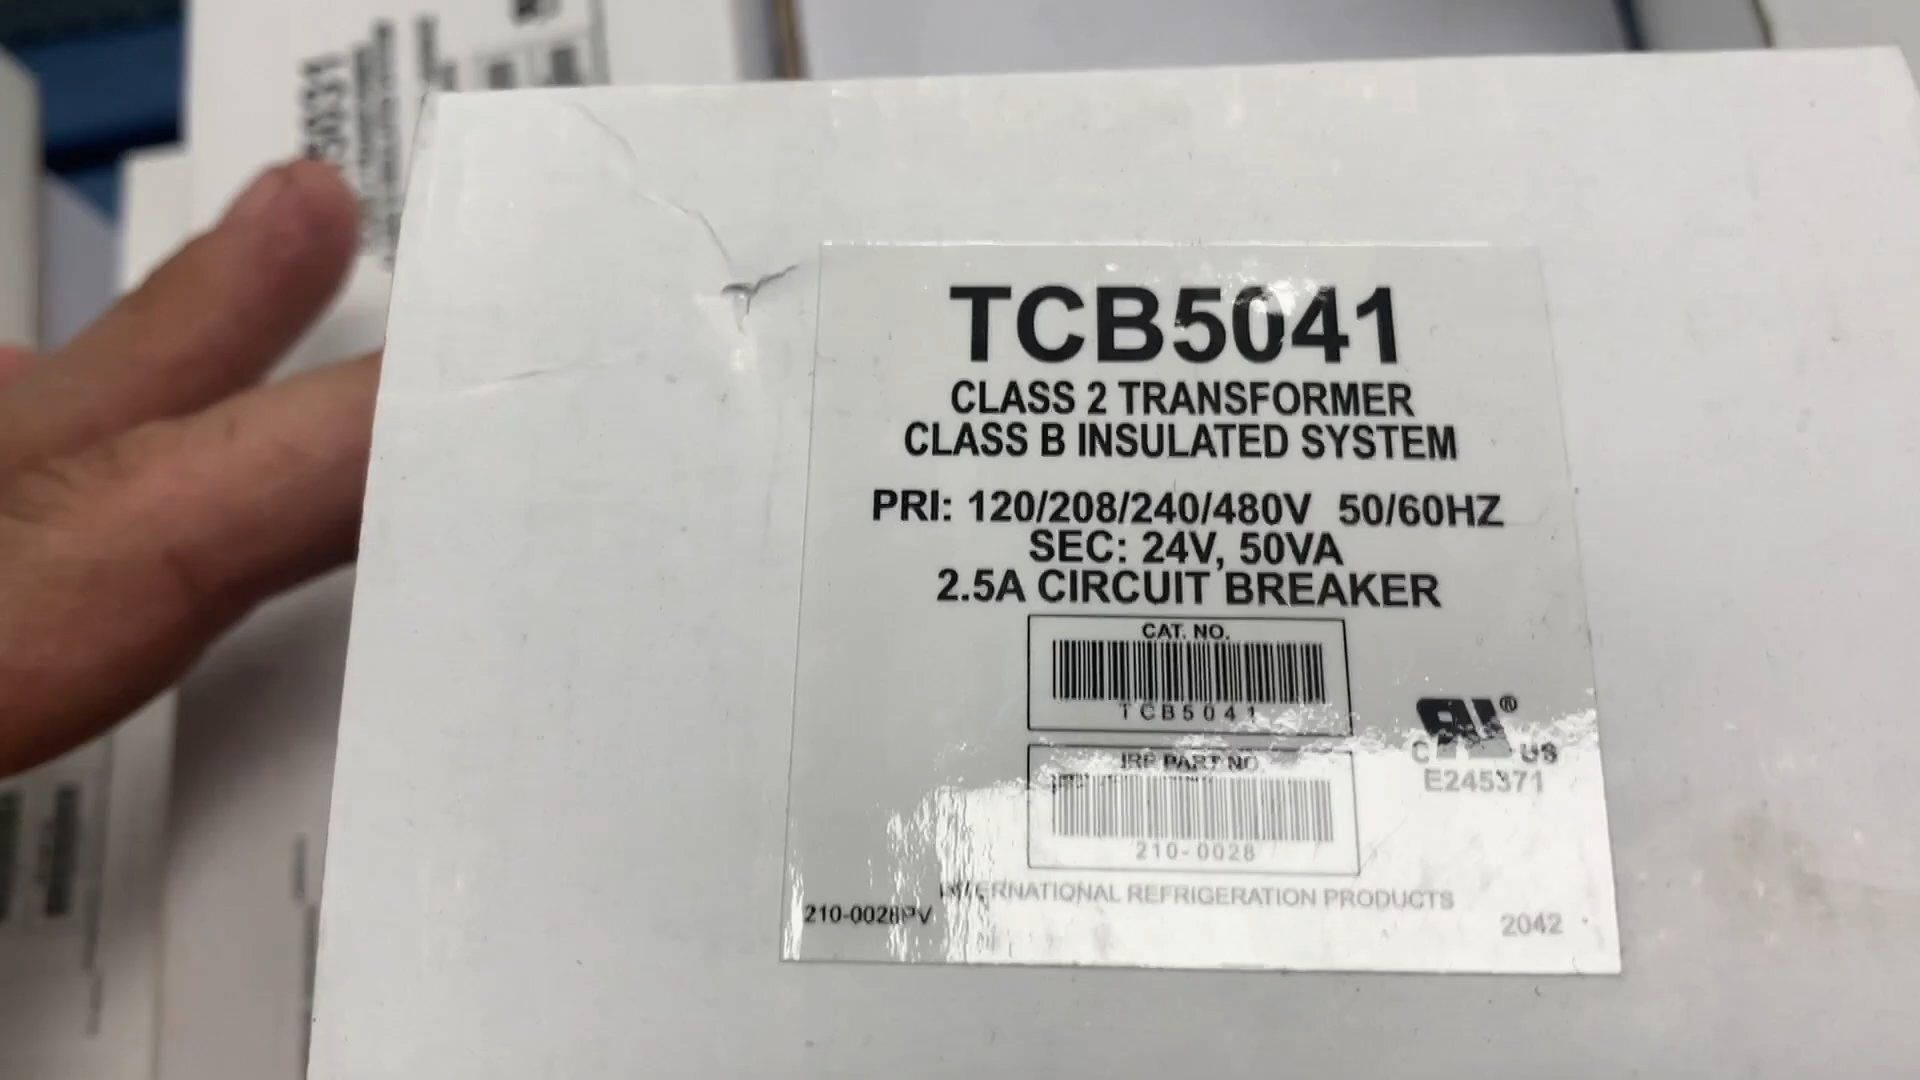 TCB5041
CLASS 2 TRANSFORMER
CLASS B INSULATED SYSTEM
PRI: 120/208/240/480V 50/60HZ
SEC: 24V, 50VA
2.5A CIRCUIT BREAKER
CAT. NO.
TCB5041
IRP PART NO.
210-0028
® 
C US
E245371
INTERNATIONAL REFRIGERATION PRODUCTS
210-0028PV
2042